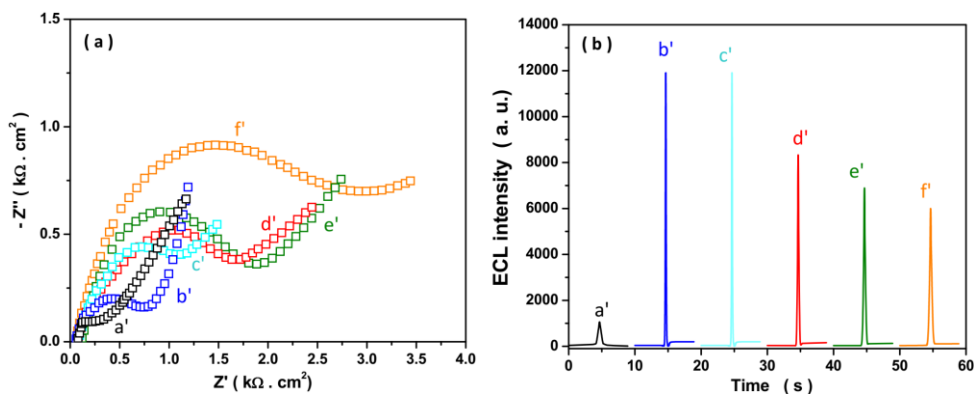 ( a )
1.5
1.0
0.5
0.0
- Z'' ( kΩ . cm²)
f'
d'
e'
c'
b'
a'
0.0 0.5 1.0 1.5 2.0 2.5 3.0 3.5 4.0
Z' ( kΩ . cm²)
( b )
14000
12000
10000
8000
6000
4000
2000
0
ECL intensity ( a. u. )
b' c'
d'
e'
f'
a'
0 10 20 30 40 50 60
Time ( s )